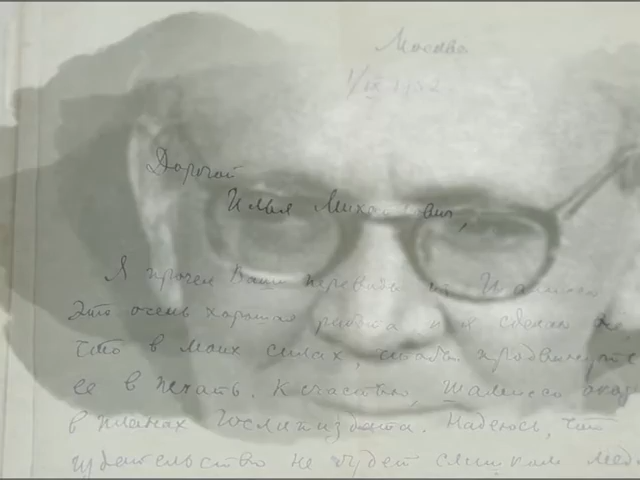 Москва
Дорогой
Илья Михайлович,
Я прочел Ваши переводы из Шамиссо
Это очень хорошая работа и я сделаю все,
что в моих силах, чтобы продвинуть
ее в печать. К счастью, Шамиссо
в планах Гослитиздата. Надеюсь, что
издательство не будет слишком